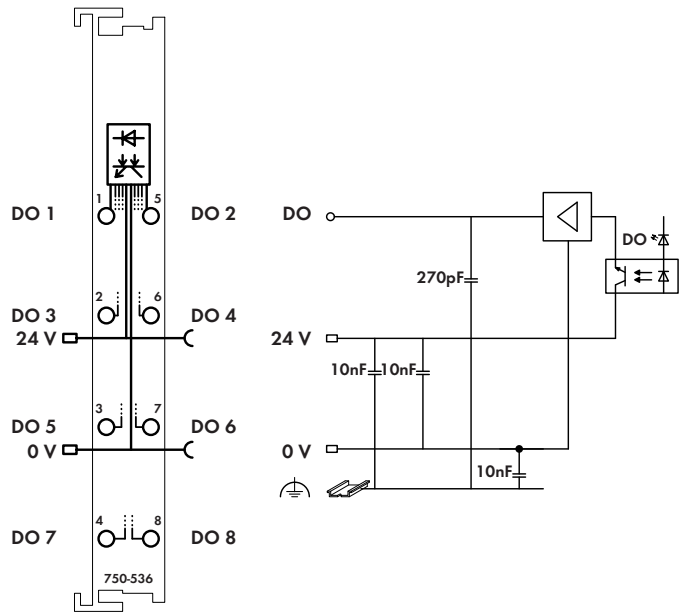 1 5
DO 1 DO 2
2 6
DO 3 DO 4
24 V
3 7
DO 5 DO 6
0 V
4 8
DO 7 DO 8
750-536
DO
DO
270pF
24 V
10nF 10nF
0 V
10nF